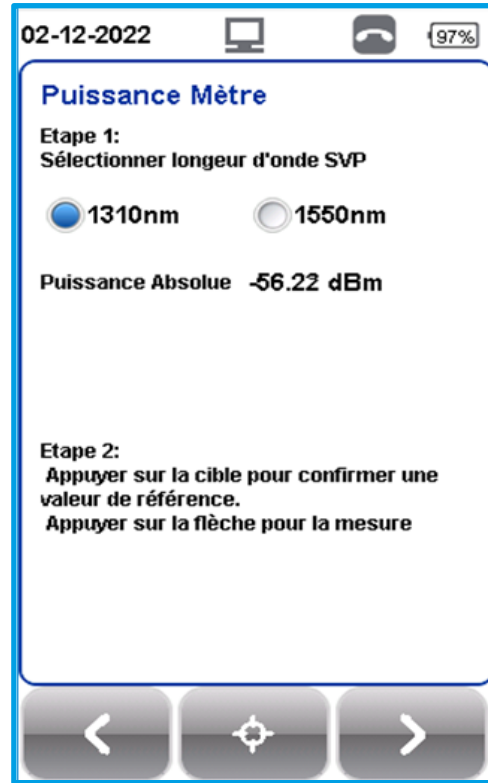 02-12-2022 97%
Puissance Mètre
Etape 1:
Sélectionner longeur d'onde SVP
1310nm 1550nm
Puissance Absolue -56.22 dBm
Etape 2:
Appuyer sur la cible pour confirmer une
valeur de référence.
Appuyer sur la flèche pour la mesure